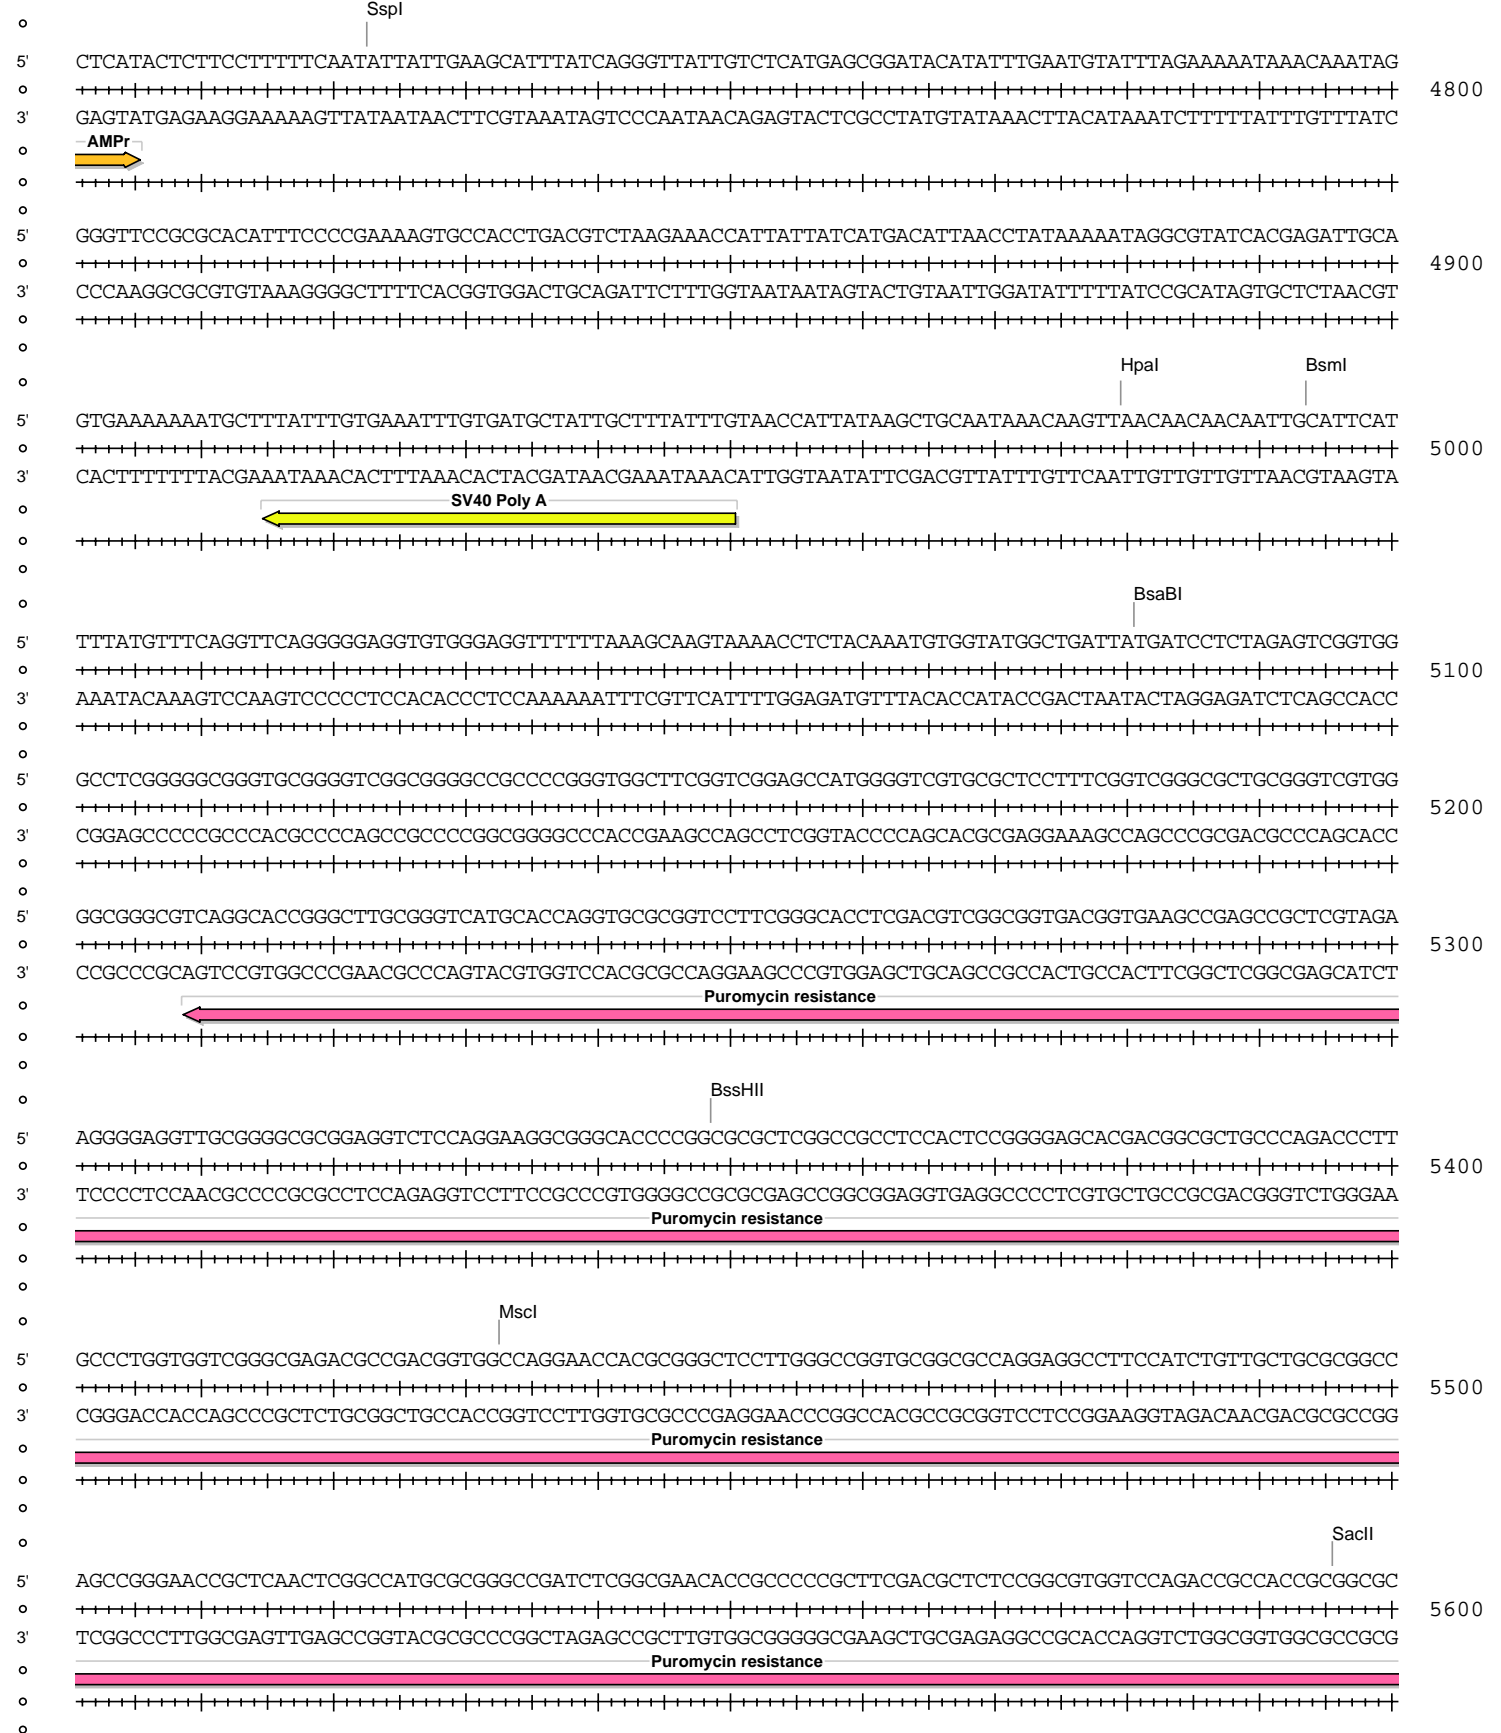 SspI
5' CTCATACTCTTCCTTTTTCAATATTATTGAAGCATTTATCAGGGTTATTGTCTCATGAGCGGATACATATTTGAATGTATTTAGAAAAATAAACAAATAG
4800
3' GAGTATGAGAAGGAAAAAGTTATAATAACTTCGTAAATAGTCCCAATAACAGAGTACTCGCCTATGTATAAACTTACATAAATCTTTTTATTTGTTTATC
AMPr
5' GGGTTCCGCGCACATTTCCCCGAAAAGTGCCACCTGACGTCTAAGAAACCATTATTATCATGACATTAACCTATAAAAATAGGCGTATCACGAGATTGCA
4900
3' CCCAAGGCGCGTGTAAAGGGGCTTTTCACGGTGGACTGCAGATTCTTTGGTAATAATAGTACTGTAATTGGATATTTTTATCCGCATAGTGCTCTAACGT
HpaI BsmI
5' GTGAAAAAAATGCTTTATTTGTGAAATTTGTGATGCTATTGCTTTATTTGTAACCATTATAAGCTGCAATAAACAAGTTAACAACAACAATTGCATTCAT
5000
3' CACTTTTTTTACGAAATAAACACTTTAAACACTACGATAACGAAATAAACATTGGTAATATTCGACGTTATTTGTTCAATTGTTGTTGTTAACGTAAGTA
SV40 Poly A
BsaBI
5' TTTATGTTTCAGGTTCAGGGGGAGGTGTGGGAGGTTTTTTAAAGCAAGTAAAACCTCTACAAATGTGGTATGGCTGATTATGATCCTCTAGAGTCGGTGG
5100
3' AAATACAAAGTCCAAGTCCCCCTCCACACCCTCCAAAAAATTTCGTTCATTTTGGAGATGTTTACACCATACCGACTAATACTAGGAGATCTCAGCCACC
5' GCCTCGGGGGCGGGTGCGGGGTCGGCGGGGCCGCCCCGGGTGGCTTCGGTCGGAGCCATGGGGTCGTGCGCTCCTTTCGGTCGGGCGCTGCGGGTCGTGG
5200
3' CGGAGCCCCCGCCCACGCCCCAGCCGCCCCGGCGGGGCCCACCGAAGCCAGCCTCGGTACCCCAGCACGCGAGGAAAGCCAGCCCGCGACGCCCAGCACC
5' GGCGGGCGTCAGGCACCGGGCTTGCGGGTCATGCACCAGGTGCGCGGTCCTTCGGGCACCTCGACGTCGGCGGTGACGGTGAAGCCGAGCCGCTCGTAGA
5300
3' CCGCCCGCAGTCCGTGGCCCGAACGCCCAGTACGTGGTCCACGCGCCAGGAAGCCCGTGGAGCTGCAGCCGCCACTGCCACTTCGGCTCGGCGAGCATCT
Puromycin resistance
BssHII
5' AGGGGAGGTTGCGGGGCGCGGAGGTCTCCAGGAAGGCGGGCACCCCGGCGCGCTCGGCCGCCTCCACTCCGGGGAGCACGACGGCGCTGCCCAGACCCTT
5400
3' TCCCCTCCAACGCCCCGCGCCTCCAGAGGTCCTTCCGCCCGTGGGGCCGCGCGAGCCGGCGGAGGTGAGGCCCCTCGTGCTGCCGCGACGGGTCTGGGAA
Puromycin resistance
MscI
5' GCCCTGGTGGTCGGGCGAGACGCCGACGGTGGCCAGGAACCACGCGGGCTCCTTGGGCCGGTGCGGCGCCAGGAGGCCTTCCATCTGTTGCTGCGCGGCC
5500
3' CGGGACCACCAGCCCGCTCTGCGGCTGCCACCGGTCCTTGGTGCGCCCGAGGAACCCGGCCACGCCGCGGTCCTCCGGAAGGTAGACAACGACGCGCCGG
Puromycin resistance
SacII
5' AGCCGGGAACCGCTCAACTCGGCCATGCGCGGGCCGATCTCGGCGAACACCGCCCCCGCTTCGACGCTCTCCGGCGTGGTCCAGACCGCCACCGCGGCGC
5600
3' TCGGCCCTTGGCGAGTTGAGCCGGTACGCGCCCGGCTAGAGCCGCTTGTGGCGGGGGCGAAGCTGCGAGAGGCCGCACCAGGTCTGGCGGTGGCGCCGCG
Puromycin resistance